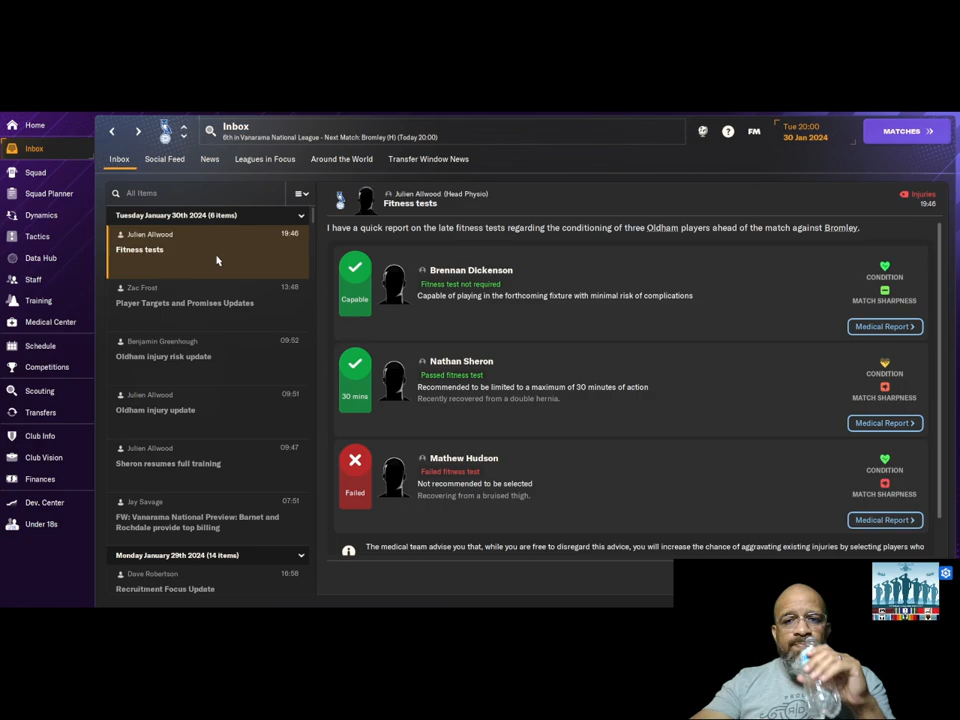 Home
Inbox
Squad
Squad Planner
Dynamics
Tactics
Data Hub
Staff
Training
Medical Center
Schedule
Competitions
Scouting
Transfers
Club Info
Club Vision
Finances
Dev. Center
Under 18s
Inbox
6th in Vanarama National League - Next Match: Bromley (H) (Today 20:00)
FM
Tue 20:00
30 Jan 2024
MATCHES
Inbox
Social Feed
News
Leagues in Focus
Around the World
Transfer Window News
All Items
Tuesday January 30th 2024 (6 items)
Julien Allwood 19:46
Fitness tests
Zac Frost 13:48
Player Targets and Promises Updates
Benjamin Greenhough 09:52
Oldham injury risk update
Julien Allwood 09:51
Oldham injury update
Julien Allwood 09:47
Sheron resumes full training
Jey Savage 07:51
FW: Vanarama National Preview: Barnet and
Rochdale provide top billing
Monday January 29th 2024 (14 items)
Dave Robertson 16:58
Recruitment Focus Update
Julien Allwood (Head Physio)
Fitness tests
Injuries
19:46
I have a quick report on the late fitness tests regarding the conditioning of three Oldham players ahead of the match against Bromley.
Capable
Brennan Dickenson
Fitness test not required
Capable of playing in the forthcoming fixture with minimal risk of complications
CONDITION
MATCH SHARPNESS
Medical Report
30 mins
Nathan Sheron
Passed fitness test
Recommended to be limited to a maximum of 30 minutes of action
Recently recovered from a double hernia.
CONDITION
MATCH SHARPNESS
Medical Report
Failed
Mathew Hudson
Failed fitness test
Not recommended to be selected
Recovering from a bruised thigh.
CONDITION
MATCH SHARPNESS
Medical Report
The medical team advise you that, while you are free to disregard this advice, you will increase the chance of aggravating existing injuries by selecting players who